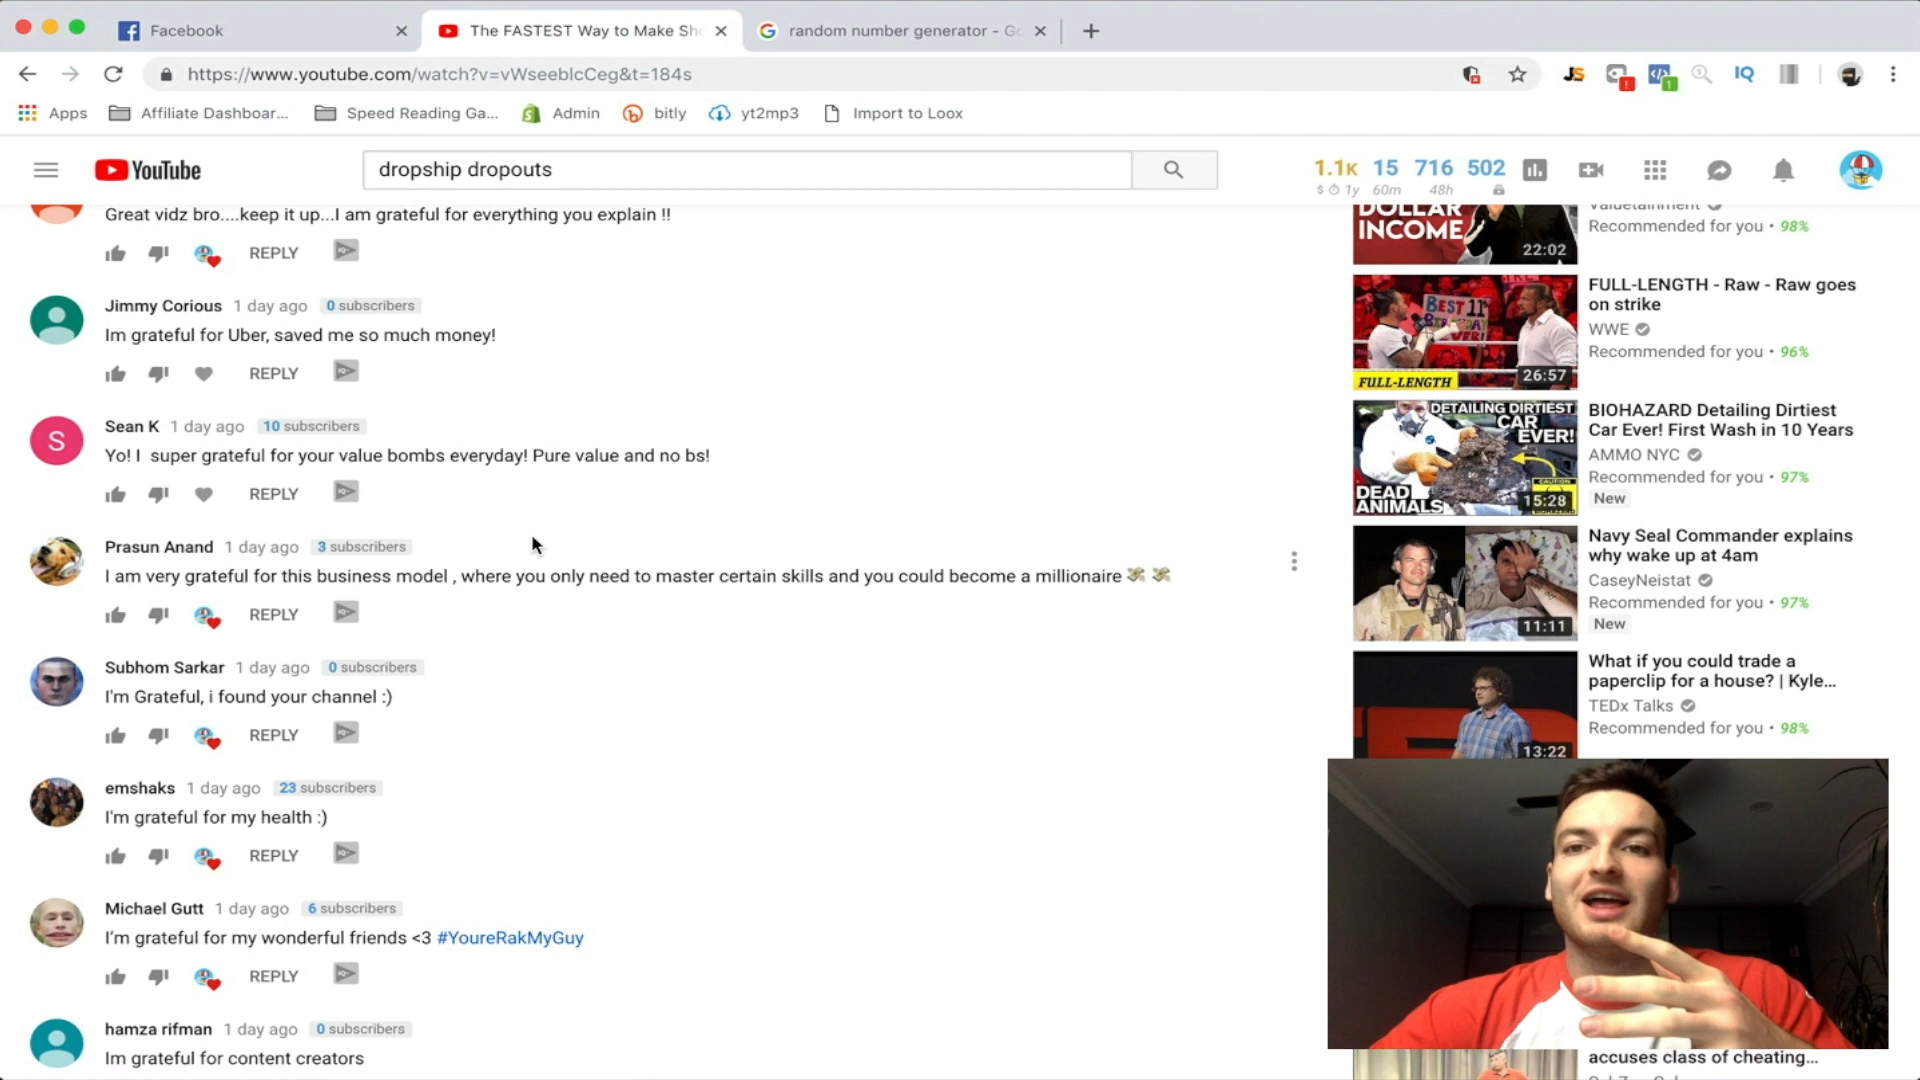 Facebook
The FASTEST Way to Make Sh
random number generator - Go
https://www.youtube.com/watch?v=vWseeblcCeg&t=184s
JS
!
1
IQ
Apps
Affiliate Dashboar...
Speed Reading Ga...
Admin
bitly
yt2mp3
Import to Loox
YouTube
dropship dropouts
1.1K 15 716 502
1y 60m 48h
Great vidz bro....keep it up...I am grateful for everything you explain !!
REPLY
Jimmy Corious 1 day ago 0 subscribers
Im grateful for Uber, saved me so much money!
REPLY
S
Sean K 1 day ago 10 subscribers
Yo! I super grateful for your value bombs everyday! Pure value and no bs!
REPLY
Prasun Anand 1 day ago 3 subscribers
I am very grateful for this business model , where you only need to master certain skills and you could become a millionaire 💸 💸
REPLY
Subhom Sarkar 1 day ago 0 subscribers
I'm Grateful, i found your channel :)
REPLY
emshaks 1 day ago 23 subscribers
I'm grateful for my health :)
REPLY
Michael Gutt 1 day ago 6 subscribers
I'm grateful for my wonderful friends <3 #YoureRakMyGuy
REPLY
hamza rifman 1 day ago 0 subscribers
Im grateful for content creators
DOLLAR
INCOME
22:02
Valuetainment
Recommended for you • 98%
BEST 11
FULL-LENGTH
26:57
FULL-LENGTH - Raw - Raw goes
on strike
WWE
Recommended for you • 96%
DETAILING DIRTIEST
CAR
EVER!
CAUTION
DEAD
ANIMALS
15:28
BIOHAZARD Detailing Dirtiest
Car Ever! First Wash in 10 Years
AMMO NYC
Recommended for you • 97%
New
11:11
Navy Seal Commander explains
why wake up at 4am
CaseyNeistat
Recommended for you • 97%
New
13:22
What if you could trade a
paperclip for a house? | Kyle...
TEDx Talks
Recommended for you • 98%
accuses class of cheating...